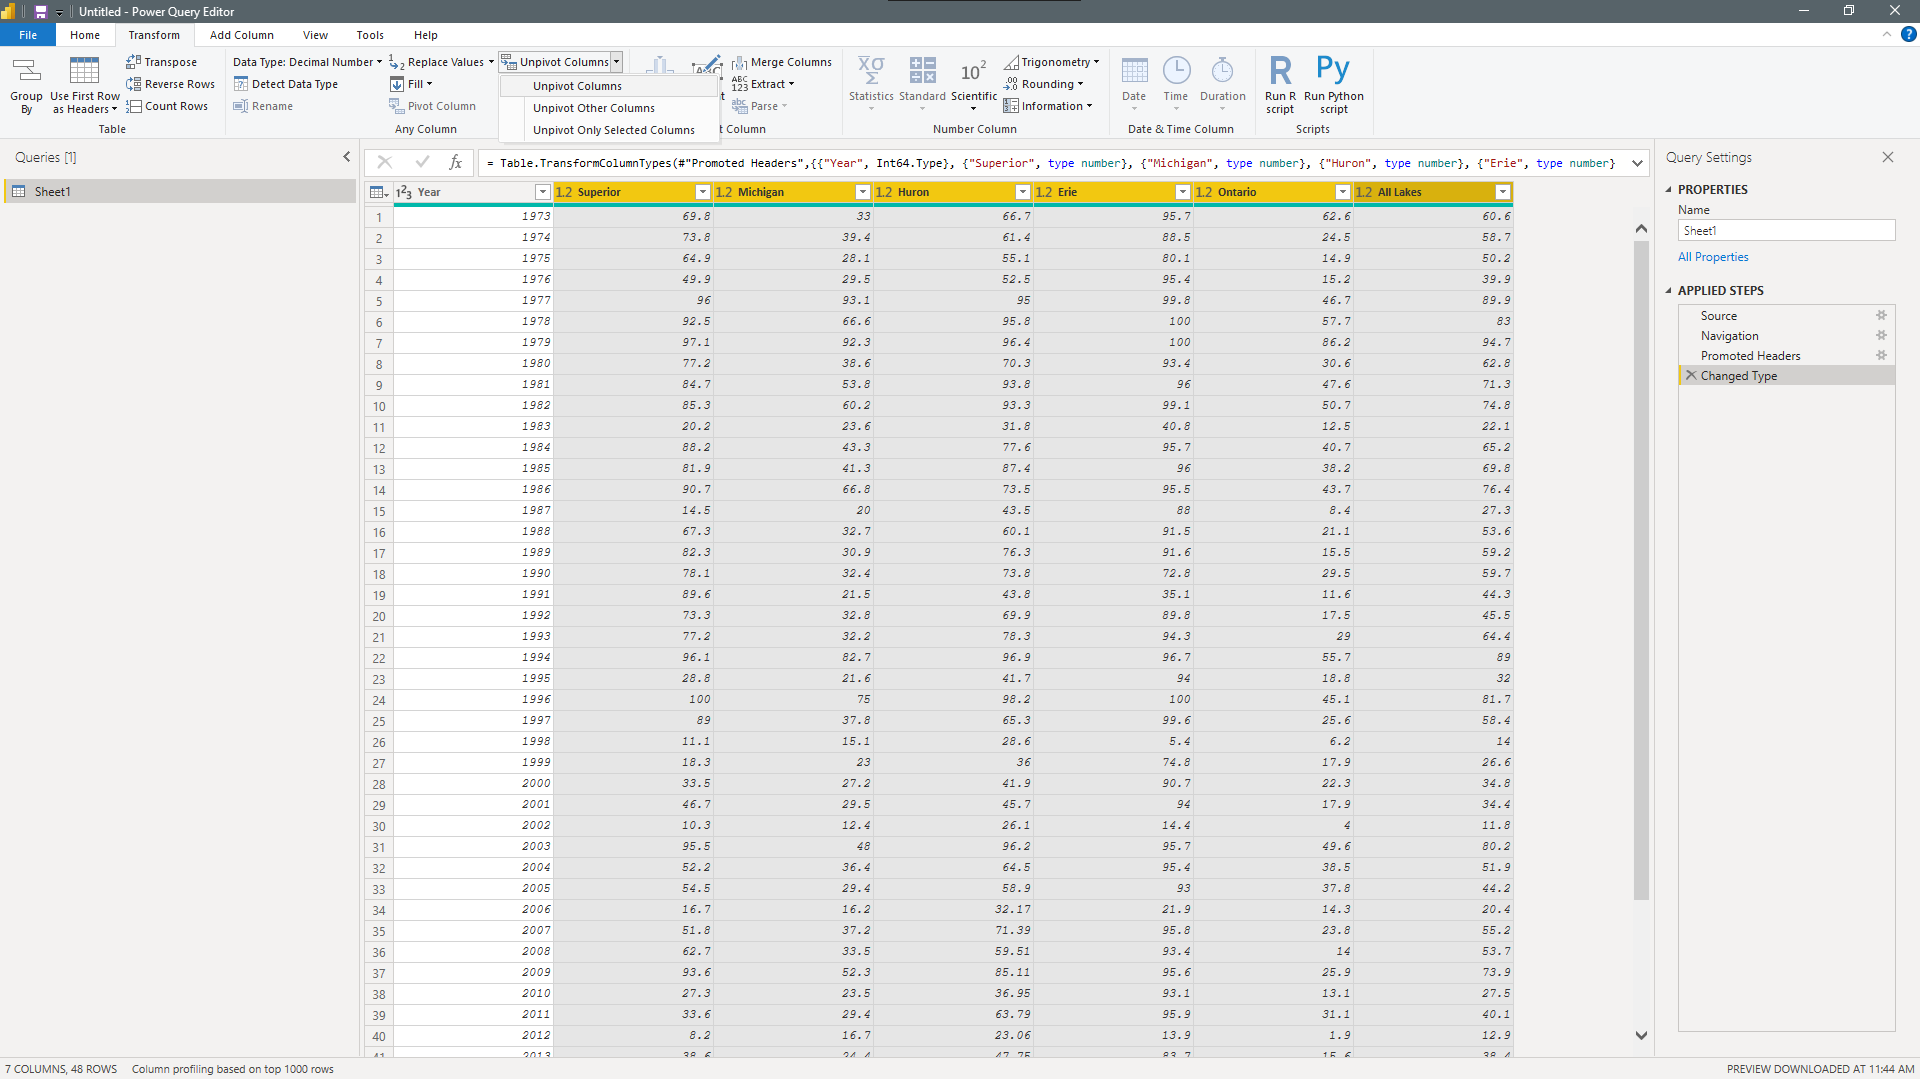 Untitled - Power Query Editor
File Home Transform Add Column View Tools Help
Group By
Use First Row as Headers
Transpose
Reverse Rows
Count Rows
Table
Data Type: Decimal Number
Detect Data Type
Rename
Replace Values
Fill
Pivot Column
Any Column
Unpivot Columns
Unpivot Columns
Unpivot Other Columns
Unpivot Only Selected Columns
Merge Columns
Extract
Parse
t Column
Statistics
Standard
Scientific
Trigonometry
Rounding
Information
Number Column
Date
Time
Duration
Date & Time Column
Run R script
Run Python script
Scripts
Queries [1]
Sheet1
= Table.TransformColumnTypes(#"Promoted Headers",{{"Year", Int64.Type}, {"Superior", type number}, {"Michigan", type number}, {"Huron", type number}, {"Erie", type number}
Year Superior Michigan Huron Erie Ontario All Lakes
1 1973 69.8 33 66.7 95.7 62.6 60.6
2 1974 73.8 39.4 61.4 88.5 24.5 58.7
3 1975 64.9 28.1 55.1 80.1 14.9 50.2
4 1976 49.9 29.5 52.5 95.4 15.2 39.9
5 1977 96 93.1 95 99.8 46.7 89.9
6 1978 92.5 66.6 95.8 100 57.7 83
7 1979 97.1 92.3 96.4 100 86.2 94.7
8 1980 77.2 38.6 70.3 93.4 30.6 62.8
9 1981 84.7 53.8 93.8 96 47.6 71.3
10 1982 85.3 60.2 93.3 99.1 50.7 74.8
11 1983 20.2 23.6 31.8 40.8 12.5 22.1
12 1984 88.2 43.3 77.6 95.7 40.7 65.2
13 1985 81.9 41.3 87.4 96 38.2 69.8
14 1986 90.7 66.8 73.5 95.5 43.7 76.4
15 1987 14.5 20 43.5 88 8.4 27.3
16 1988 67.3 32.7 60.1 91.5 21.1 53.6
17 1989 82.3 30.9 76.3 91.6 15.5 59.2
18 1990 78.1 32.4 73.8 72.8 29.5 59.7
19 1991 89.6 21.5 43.8 35.1 11.6 44.3
20 1992 73.3 32.8 69.9 89.8 17.5 45.5
21 1993 77.2 32.2 78.3 94.3 29 64.4
22 1994 96.1 82.7 96.9 96.7 55.7 89
23 1995 28.8 21.6 41.7 94 18.8 32
24 1996 100 75 98.2 100 45.1 81.7
25 1997 89 37.8 65.3 99.6 25.6 58.4
26 1998 11.1 15.1 28.6 5.4 6.2 14
27 1999 18.3 23 36 74.8 17.9 26.6
28 2000 33.5 27.2 41.9 90.7 22.3 34.8
29 2001 46.7 29.5 45.7 94 17.9 34.4
30 2002 10.3 12.4 26.1 14.4 4 11.8
31 2003 95.5 48 96.2 95.7 49.6 80.2
32 2004 52.2 36.4 64.5 95.4 38.5 51.9
33 2005 54.5 29.4 58.9 93 37.8 44.2
34 2006 16.7 16.2 32.17 21.9 14.3 20.4
35 2007 51.8 37.2 71.39 95.8 23.8 55.2
36 2008 62.7 33.5 59.51 93.4 14 53.7
37 2009 93.6 52.3 85.11 95.6 25.9 73.9
38 2010 27.3 23.5 36.95 93.1 13.1 27.5
39 2011 33.6 29.4 63.79 95.9 31.1 40.1
40 2012 8.2 16.7 23.06 13.9 1.9 12.9
41 2013 38.6 24.4 47.75 83.7 15.6 38.4
Query Settings
PROPERTIES
Name
Sheet1
All Properties
APPLIED STEPS
Source
Navigation
Promoted Headers
Changed Type
7 COLUMNS, 48 ROWS Column profiling based on top 1000 rows
PREVIEW DOWNLOADED AT 11:44 AM